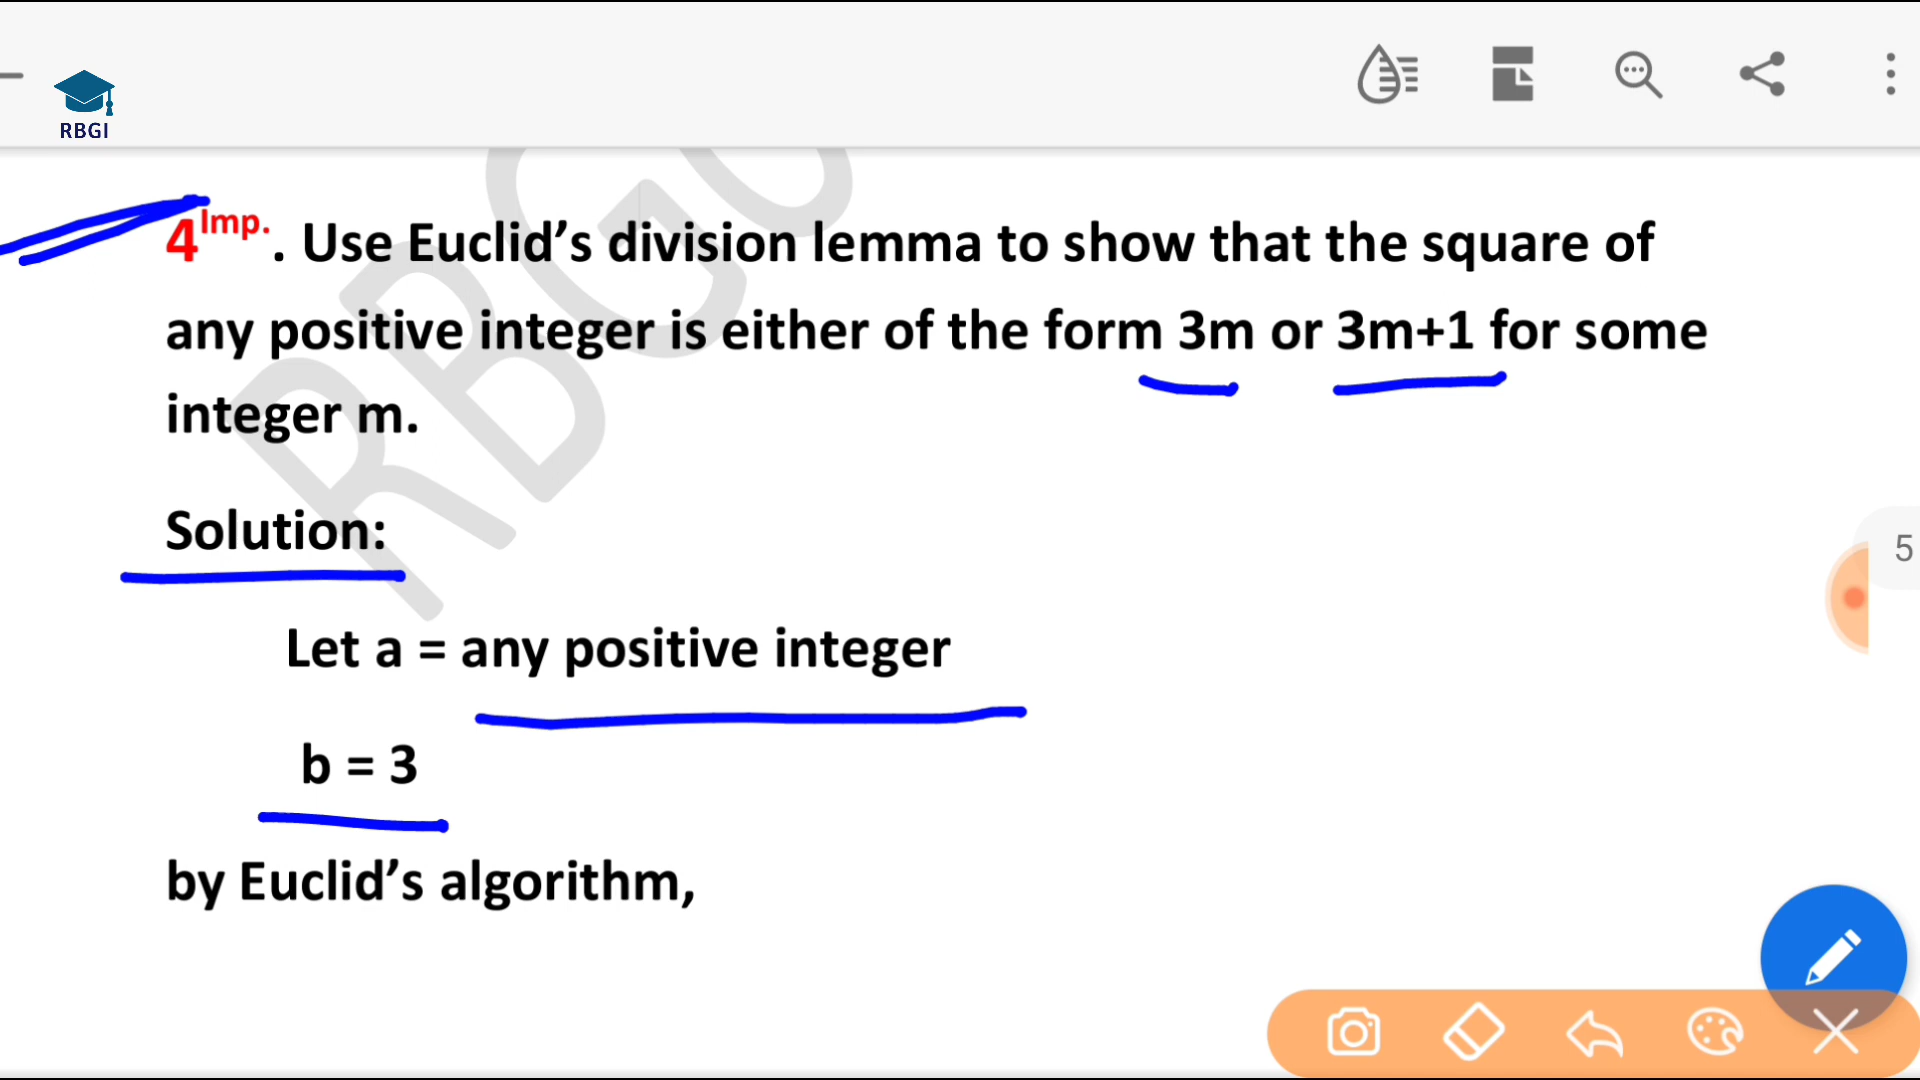 RBGI
4Imp.. Use Euclid’s division lemma to show that the square of
any positive integer is either of the form 3m or 3m+1 for some
integer m.
Solution:
Let a = any positive integer
b = 3
by Euclid’s algorithm,
5